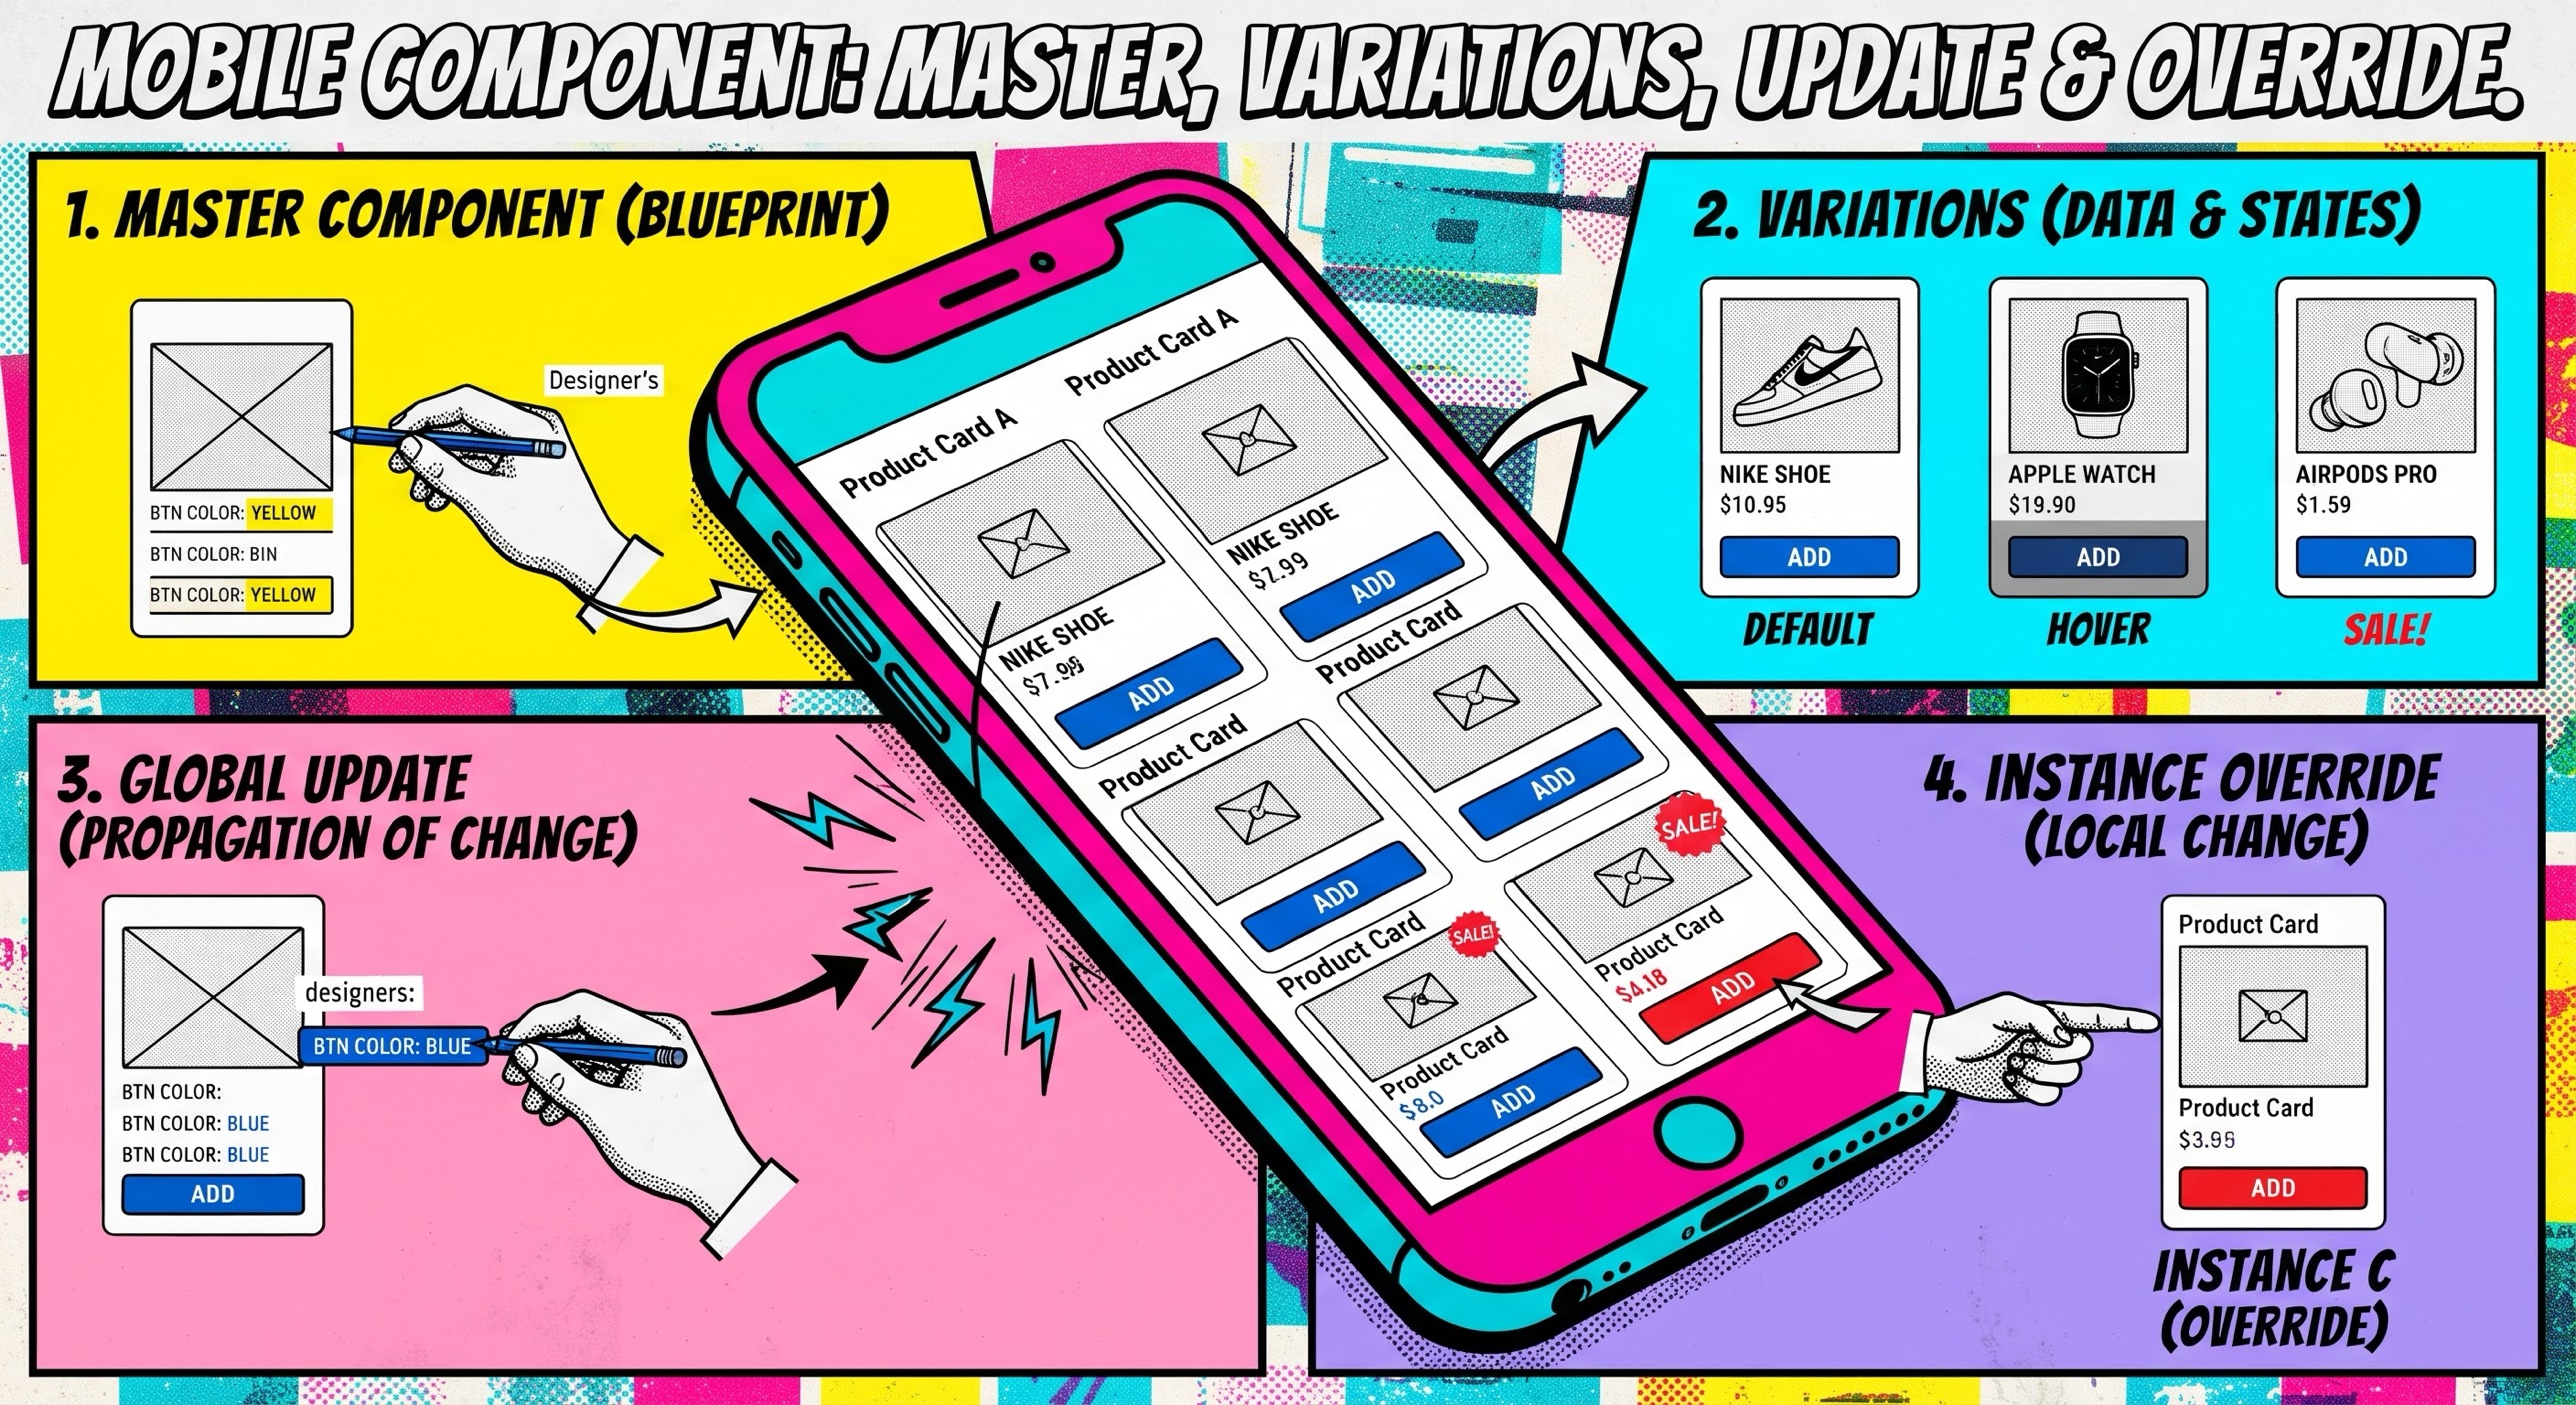 MOBILE COMPONENT: MASTER, VARIATIONS, UPDATE & OVERRIDE.
1. MASTER COMPONENT (BLUEPRINT)
Designer's
BTN COLOR: YELLOW
BTN COLOR: BIN
BTN COLOR: YELLOW
2. VARIATIONS (DATA & STATES)
NIKE SHOE
$10.95
ADD
DEFAULT
APPLE WATCH
$19.90
ADD
HOVER
AIRPODS PRO
$1.59
ADD
SALE!
Product Card A
NIKE SHOE
ADD
Product Card A
NIKE SHOE
ADD
Product Card
ADD
Product Card
ADD
Product Card
SALE!
Product Card
$8.0
ADD
SALE!
Product Card
$4.18
ADD
3. GLOBAL UPDATE
(PROPAGATION OF CHANGE)
designers:
BTN COLOR: BLUE
BTN COLOR:
BTN COLOR: BLUE
BTN COLOR: BLUE
ADD
4. INSTANCE OVERRIDE
(LOCAL CHANGE)
Product Card
Product Card
ADD
INSTANCE C
(OVERRIDE)